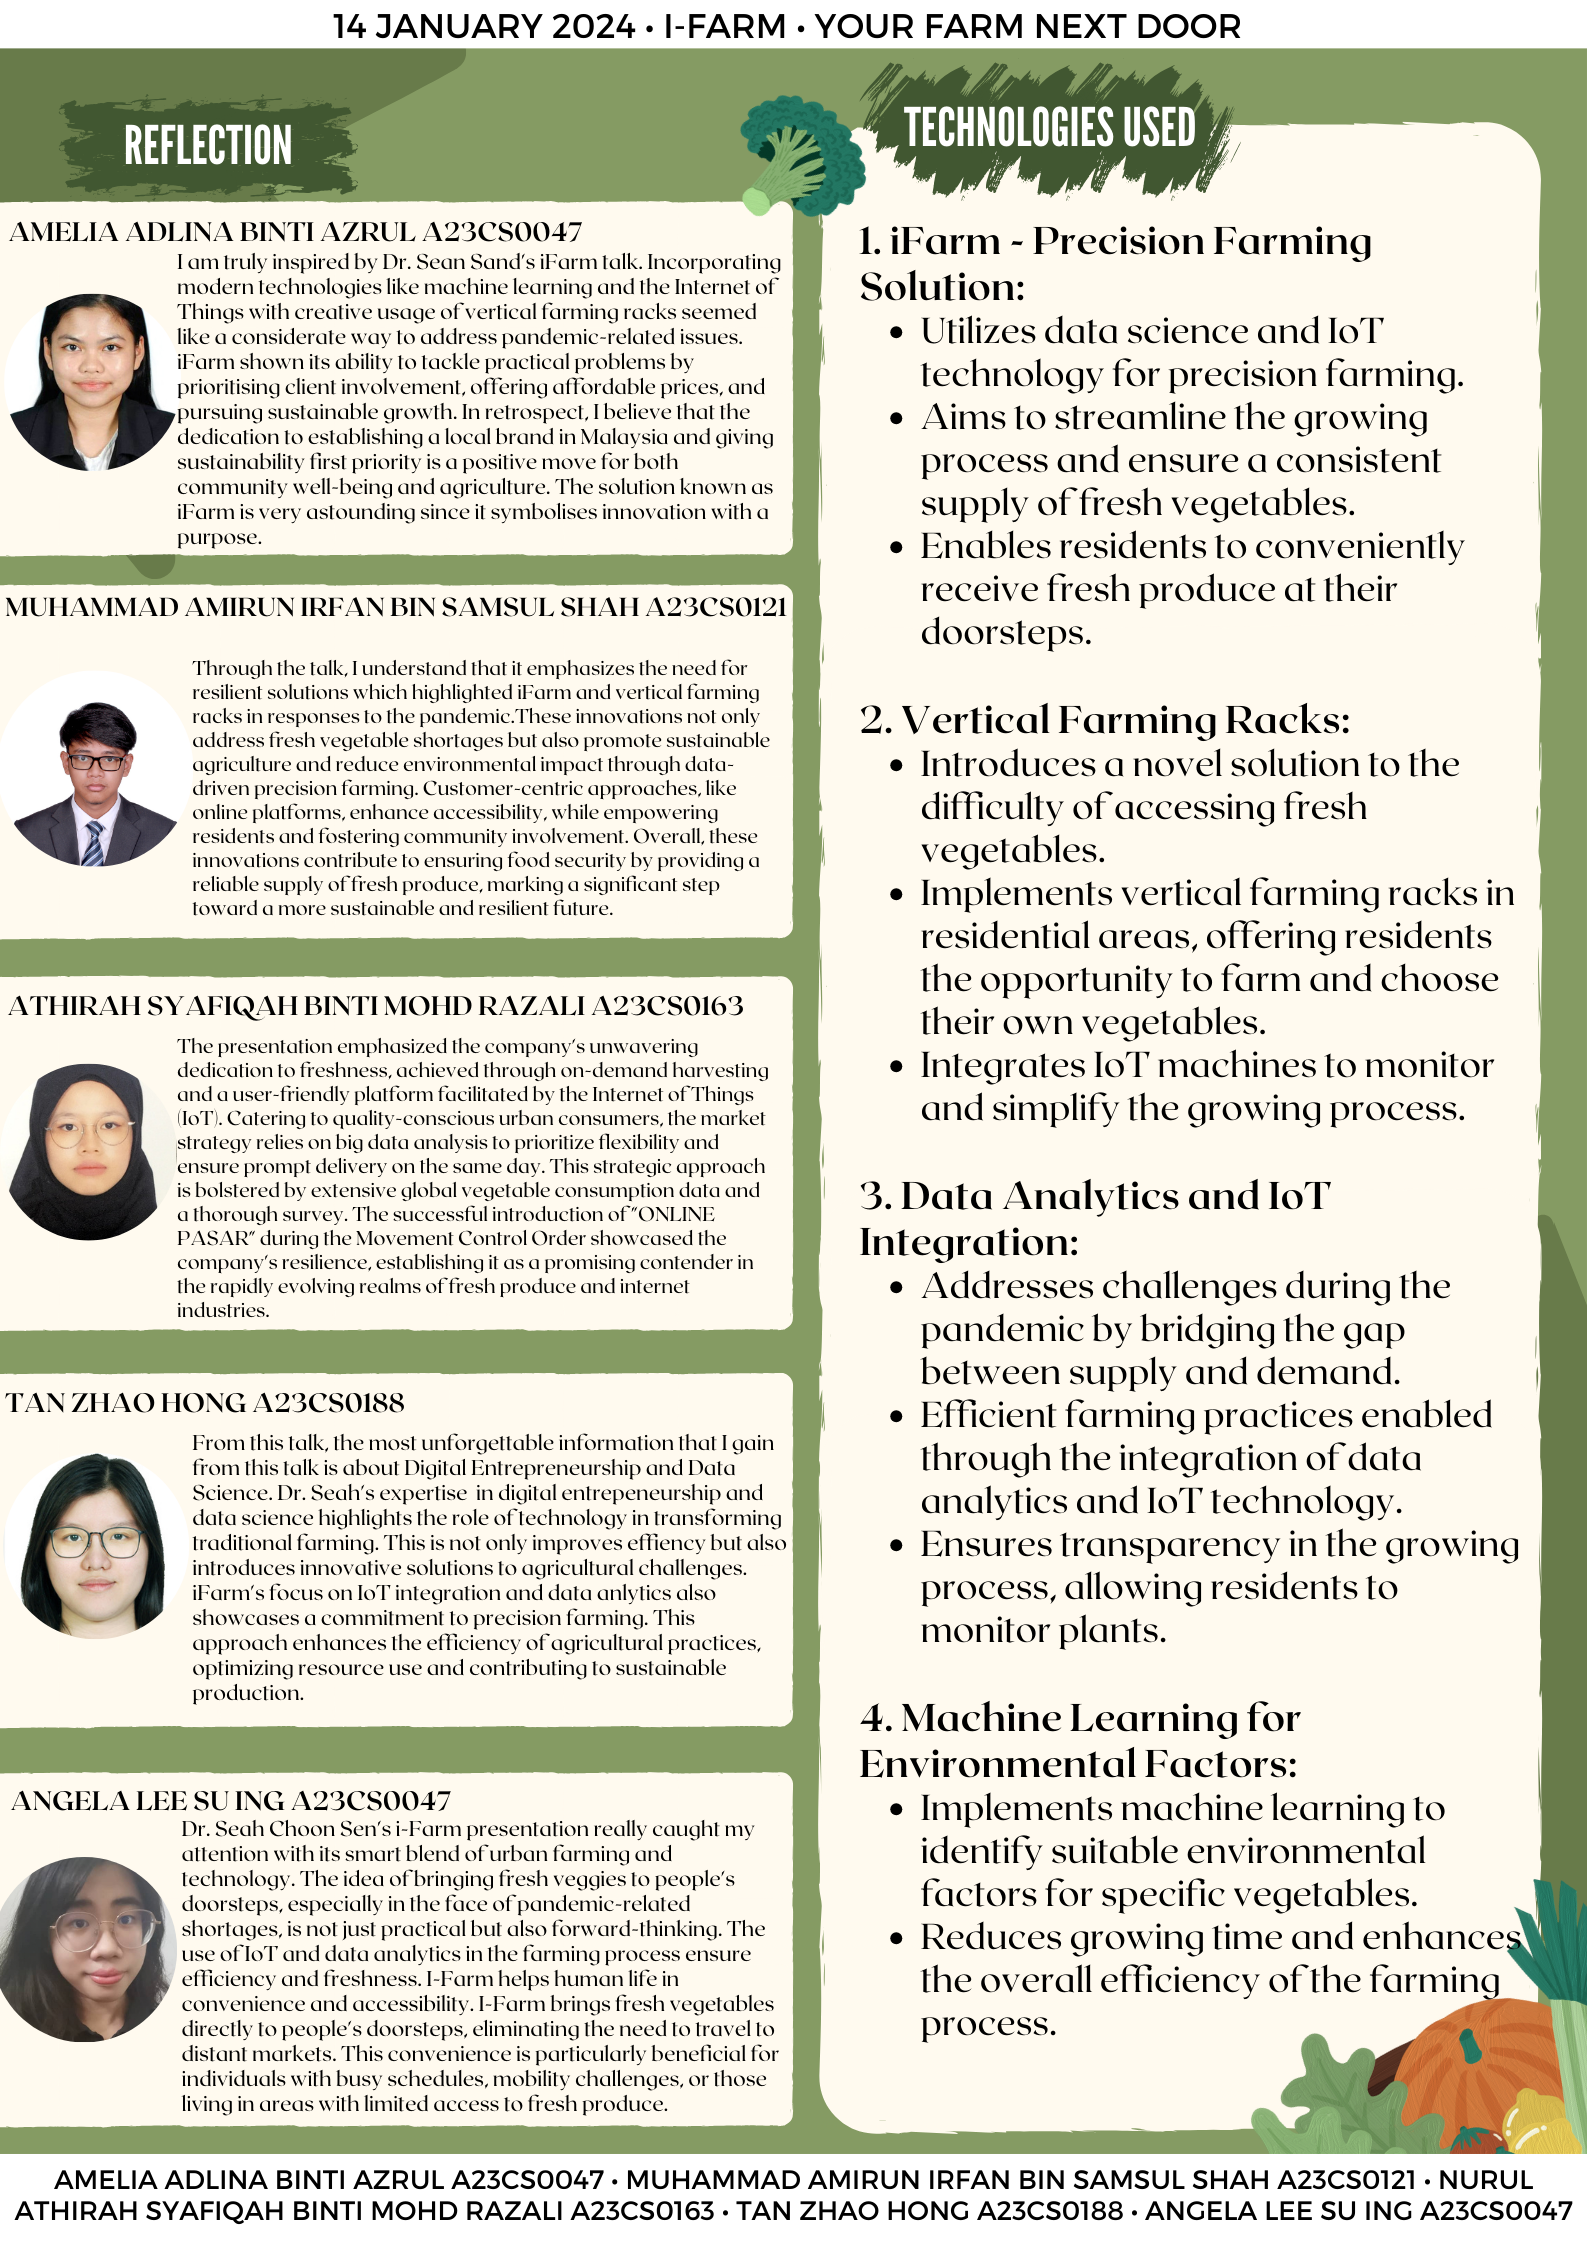 14 JANUARY 2024 • I-FARM • YOUR FARM NEXT DOOR
REFLECTION
AMELIA ADLINA BINTI AZRUL A23CS0047
I am truly inspired by Dr. Sean Sand's iFarm talk. Incorporating
modern technologies like machine learning and the Internet of
Things with creative usage of vertical farming racks seemed
like a considerate way to address pandemic-related issues.
iFarm shown its ability to tackle practical problems by
prioritising client involvement, offering affordable prices, and
pursuing sustainable growth. In retrospect, I believe that the
dedication to establishing a local brand in Malaysia and giving
sustainability first priority is a positive move for both
community well-being and agriculture. The solution known as
iFarm is very astounding since it symbolises innovation with a
purpose.
MUHAMMAD AMIRUN IRFAN BIN SAMSUL SHAH A23CS0121
Through the talk, I understand that it emphasizes the need for
resilient solutions which highlighted iFarm and vertical farming
racks in responses to the pandemic.These innovations not only
address fresh vegetable shortages but also promote sustainable
agriculture and reduce environmental impact through data-
driven precision farming. Customer-centric approaches, like
online platforms, enhance accessibility, while empowering
residents and fostering community involvement. Overall, these
innovations contribute to ensuring food security by providing a
reliable supply of fresh produce, marking a significant step
toward a more sustainable and resilient future.
ATHIRAH SYAFIQAH BINTI MOHD RAZALI A23CS0163
The presentation emphasized the company's unwavering
dedication to freshness, achieved through on-demand harvesting
and a user-friendly platform facilitated by the Internet of Things
(IoT). Catering to quality-conscious urban consumers, the market
strategy relies on big data analysis to prioritize flexibility and
ensure prompt delivery on the same day. This strategic approach
is bolstered by extensive global vegetable consumption data and
a thorough survey. The successful introduction of "ONLINE
PASAR" during the Movement Control Order showcased the
company's resilience, establishing it as a promising contender in
the rapidly evolving realms of fresh produce and internet
industries.
TAN ZHAO HONG A23CS0188
From this talk, the most unforgettable information that I gain
from this talk is about Digital Entrepreneurship and Data
Science. Dr. Seah's expertise  in digital entrepeneurship and
data science highlights the role of technology in transforming
traditional farming. This is not only improves effiency but also
introduces innovative solutions to agricultural challenges.
iFarm's focus on IoT integration and data anlytics also
showcases a commitment to precision farming. This
approach enhances the efficiency of agricultural practices,
optimizing resource use and contributing to sustainable
production.
ANGELA LEE SU ING A23CS0047
Dr. Seah Choon Sen's i-Farm presentation really caught my
attention with its smart blend of urban farming and
technology. The idea of bringing fresh veggies to people's
doorsteps, especially in the face of pandemic-related
shortages, is not just practical but also forward-thinking. The
use of IoT and data analytics in the farming process ensure
efficiency and freshness. I-Farm helps human life in
convenience and accessibility. I-Farm brings fresh vegetables
directly to people's doorsteps, eliminating the need to travel to
distant markets. This convenience is particularly beneficial for
individuals with busy schedules, mobility challenges, or those
living in areas with limited access to fresh produce.
TECHNOLOGIES USED
1. iFarm - Precision Farming
Solution:
• Utilizes data science and IoT
technology for precision farming.
• Aims to streamline the growing
process and ensure a consistent
supply of fresh vegetables.
• Enables residents to conveniently
receive fresh produce at their
doorsteps.
2. Vertical Farming Racks:
• Introduces a novel solution to the
difficulty of accessing fresh
vegetables.
• Implements vertical farming racks in
residential areas, offering residents
the opportunity to farm and choose
their own vegetables.
• Integrates IoT machines to monitor
and simplify the growing process.
3. Data Analytics and IoT
Integration:
• Addresses challenges during the
pandemic by bridging the gap
between supply and demand.
• Efficient farming practices enabled
through the integration of data
analytics and IoT technology.
• Ensures transparency in the growing
process, allowing residents to
monitor plants.
4. Machine Learning for
Environmental Factors:
• Implements machine learning to
identify suitable environmental
factors for specific vegetables.
• Reduces growing time and enhances
the overall efficiency of the farming
process.
AMELIA ADLINA BINTI AZRUL A23CS0047 • MUHAMMAD AMIRUN IRFAN BIN SAMSUL SHAH A23CS0121 • NURUL
ATHIRAH SYAFIQAH BINTI MOHD RAZALI A23CS0163 • TAN ZHAO HONG A23CS0188 • ANGELA LEE SU ING A23CS0047